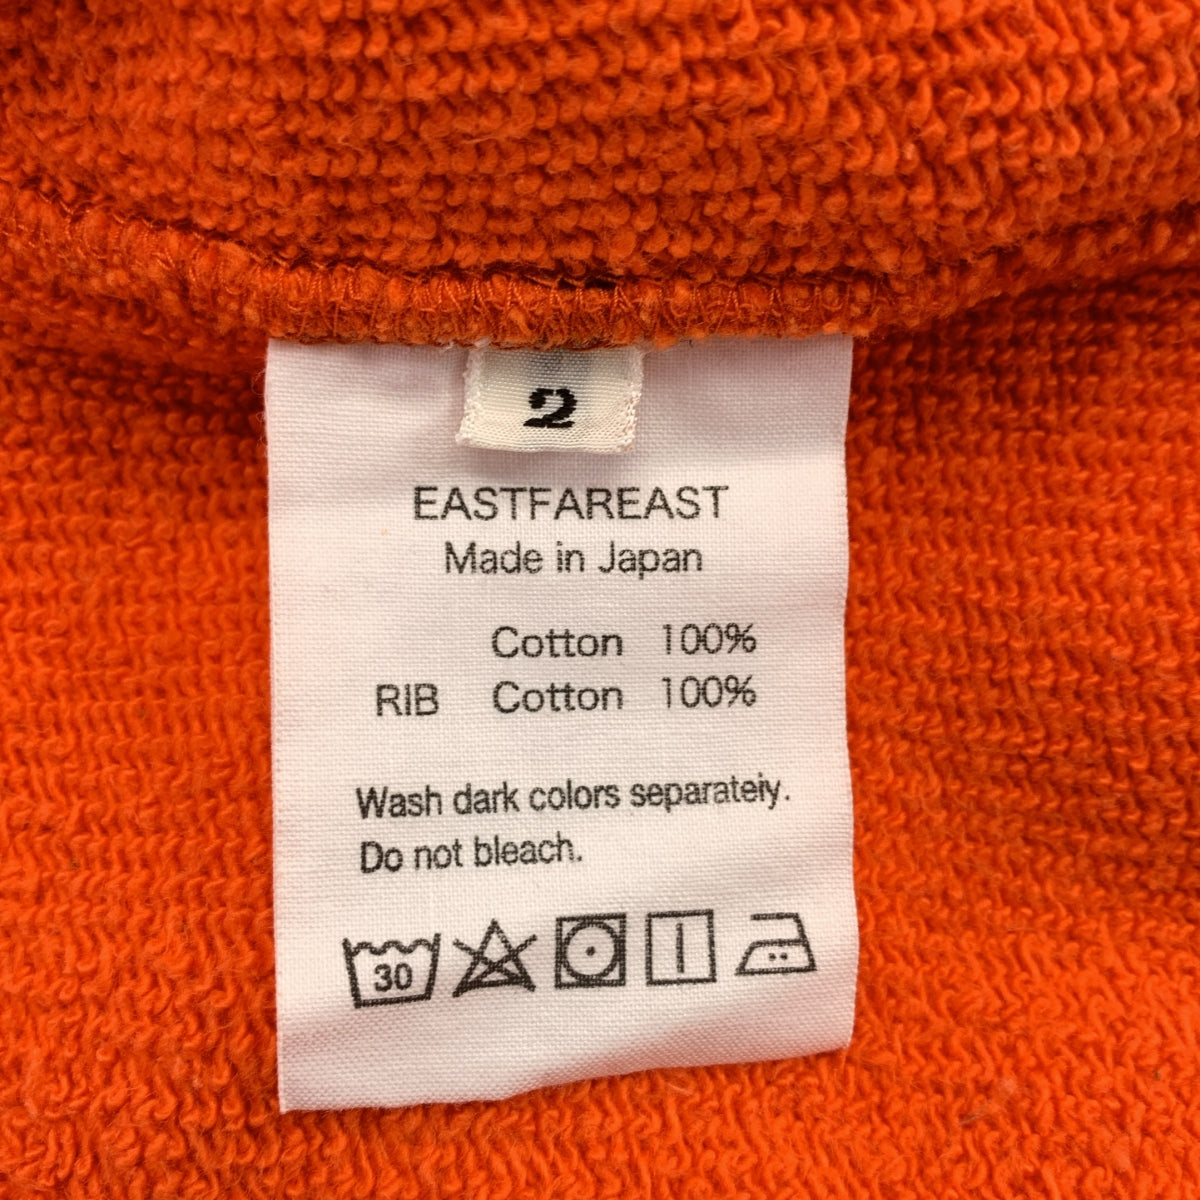 2
EASTFAREAST
Made in Japan
Cotton 100%
RIB Cotton 100%
Wash dark colors separateiy.
Do not bleach.
30